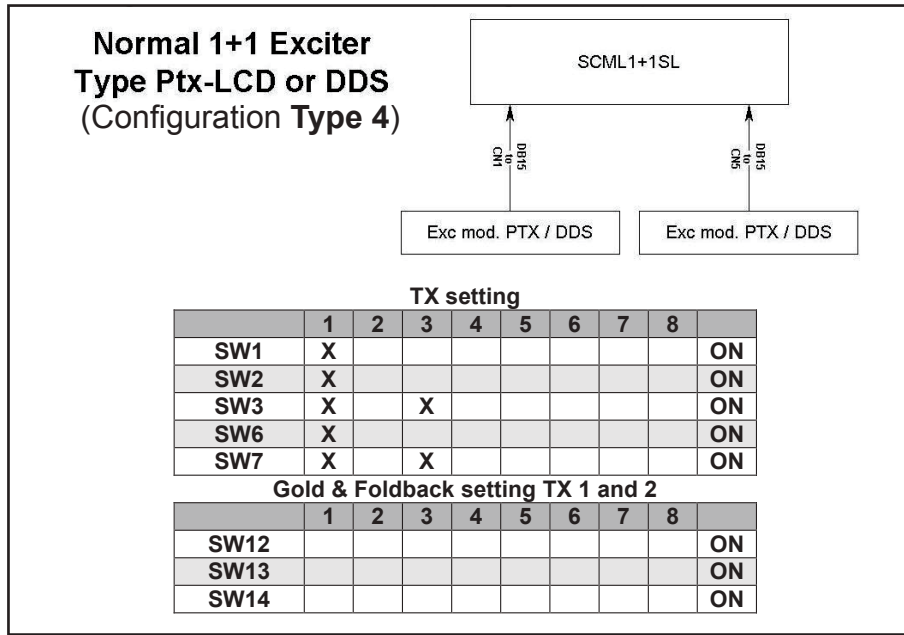 Normal 1+1 Exciter
Type Ptx-LCD or DDS
(Configuration Type 4)
SCML1+1SL
DB15
to
CN1
DB15
to
CN5
Exc mod. PTX / DDS
Exc mod. PTX / DDS
TX setting
1 2 3 4 5 6 7 8
SW1 X ON
SW2 X ON
SW3 X X ON
SW6 X ON
SW7 X X ON
Gold & Foldback setting TX 1 and 2
1 2 3 4 5 6 7 8
SW12 ON
SW13 ON
SW14 ON